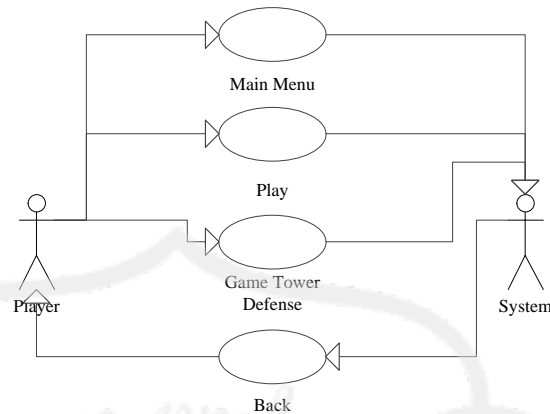 Main Menu
Play
Game Tower
Defense
Player
System
Back